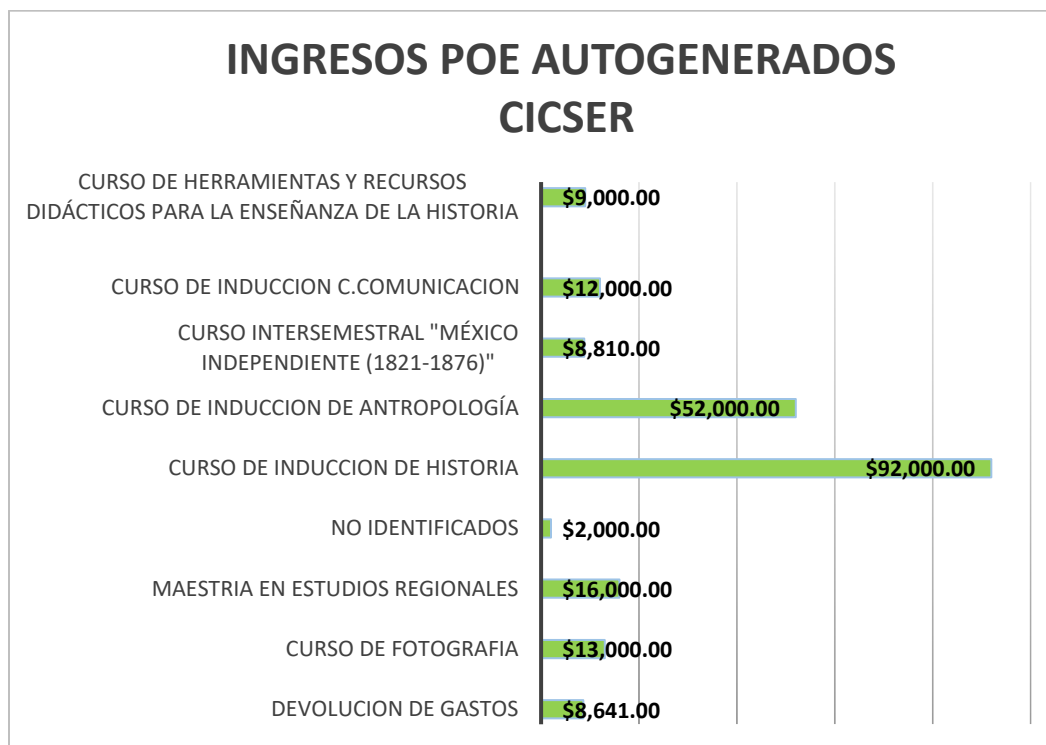 INGRESOS POE AUTOGENERADOS
CICSER
CURSO DE HERRAMIENTAS Y RECURSOS
DIDÁCTICOS PARA LA ENSEÑANZA DE LA HISTORIA
$9,000.00
CURSO DE INDUCCION C.COMUNICACION
$12,000.00
CURSO INTERSEMESTRAL "MÉXICO
INDEPENDIENTE (1821-1876)"
$8,810.00
CURSO DE INDUCCION DE ANTROPOLOGÍA
$52,000.00
CURSO DE INDUCCION DE HISTORIA
$92,000.00
NO IDENTIFICADOS
$2,000.00
MAESTRIA EN ESTUDIOS REGIONALES
$16,000.00
CURSO DE FOTOGRAFIA
$13,000.00
DEVOLUCION DE GASTOS
$8,641.00